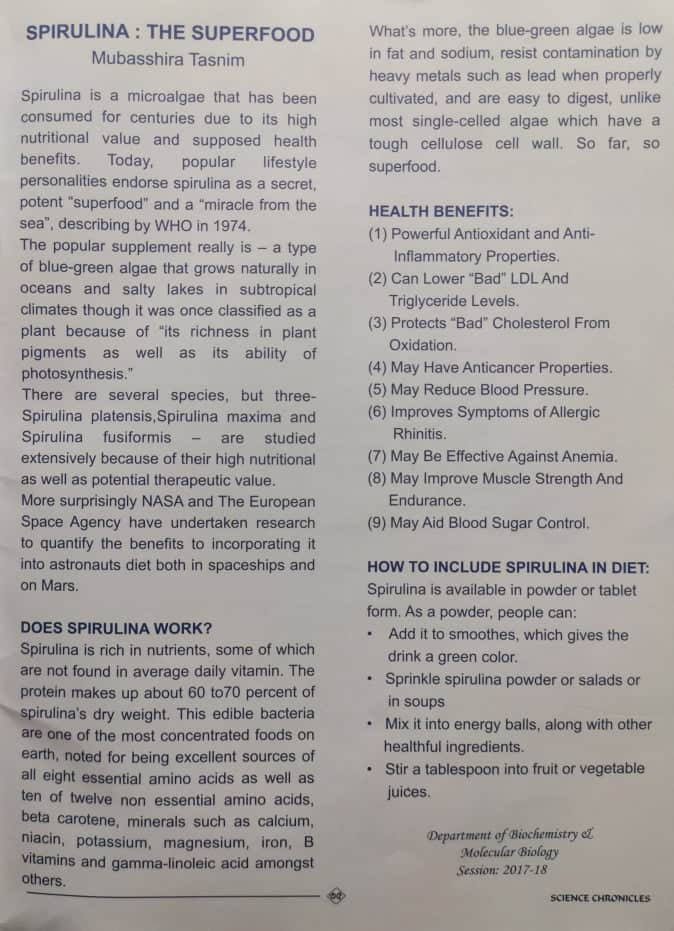 SPIRULINA : THE SUPERFOOD
Mubasshira Tasnim
Spirulina is a microalgae that has been
consumed for centuries due to its high
nutritional value and supposed health
benefits. Today, popular lifestyle
personalities endorse spirulina as a secret,
potent “superfood” and a “miracle from the
sea”, describing by WHO in 1974.
The popular supplement really is – a type
of blue-green algae that grows naturally in
oceans and salty lakes in subtropical
climates though it was once classified as a
plant because of “its richness in plant
pigments as well as its ability of
photosynthesis.”
There are several species, but three-
Spirulina platensis,Spirulina maxima and
Spirulina fusiformis – are studied
extensively because of their high nutritional
as well as potential therapeutic value.
More surprisingly NASA and The European
Space Agency have undertaken research
to quantify the benefits to incorporating it
into astronauts diet both in spaceships and
on Mars.
DOES SPIRULINA WORK?
Spirulina is rich in nutrients, some of which
are not found in average daily vitamin. The
protein makes up about 60 to70 percent of
spirulina's dry weight. This edible bacteria
are one of the most concentrated foods on
earth, noted for being excellent sources of
all eight essential amino acids as well as
ten of twelve non essential amino acids,
beta carotene, minerals such as calcium,
niacin, potassium, magnesium, iron, B
vitamins and gamma-linoleic acid amongst
others.
What's more, the blue-green algae is low
in fat and sodium, resist contamination by
heavy metals such as lead when properly
cultivated, and are easy to digest, unlike
most single-celled algae which have a
tough cellulose cell wall. So far, so
superfood.
HEALTH BENEFITS:
(1) Powerful Antioxidant and Anti-
Inflammatory Properties.
(2) Can Lower “Bad” LDL And
Triglyceride Levels.
(3) Protects “Bad” Cholesterol From
Oxidation.
(4) May Have Anticancer Properties.
(5) May Reduce Blood Pressure.
(6) Improves Symptoms of Allergic
Rhinitis.
(7) May Be Effective Against Anemia.
(8) May Improve Muscle Strength And
Endurance.
(9) May Aid Blood Sugar Control.
HOW TO INCLUDE SPIRULINA IN DIET:
Spirulina is available in powder or tablet
form. As a powder, people can:
• Add it to smoothes, which gives the
drink a green color.
• Sprinkle spirulina powder or salads or
in soups
• Mix it into energy balls, along with other
healthful ingredients.
• Stir a tablespoon into fruit or vegetable
juices.
Department of Biochemistry &
Molecular Biology
Session: 2017-18
SCIENCE CHRONICLES